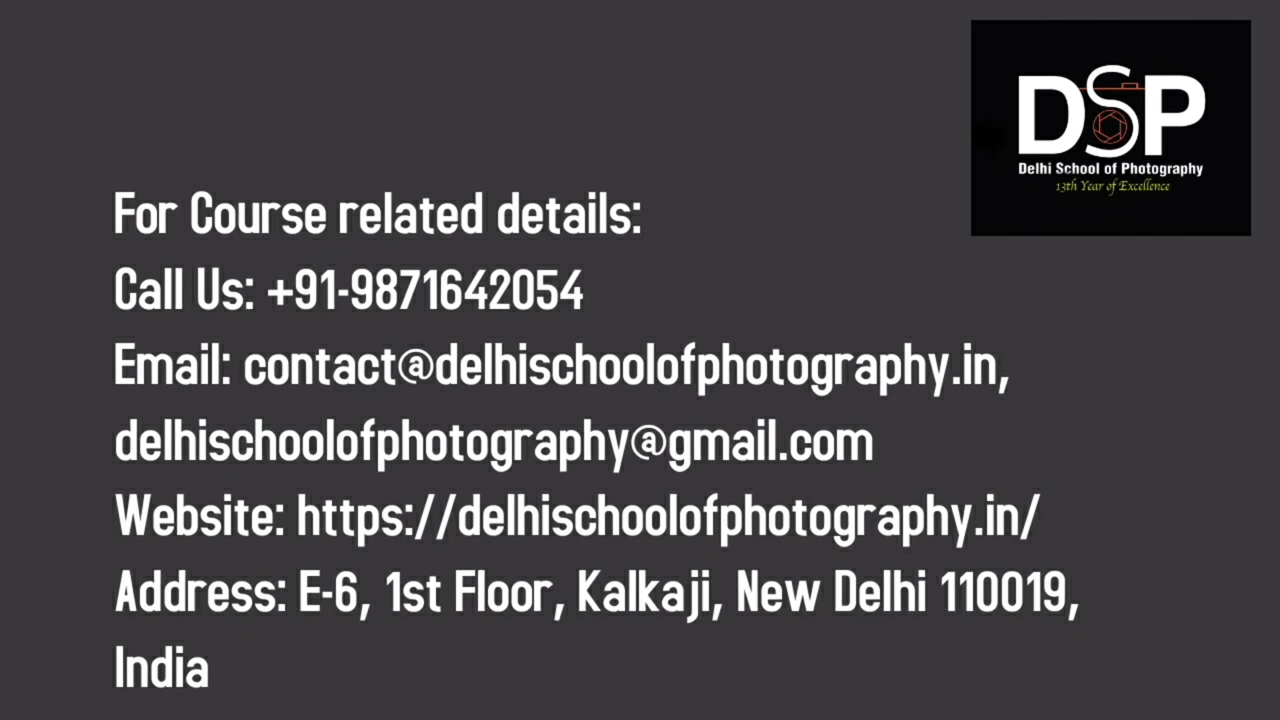 DSP
Delhi School of Photography
13th Year of Excellence
For Course related details:
Call Us: +91-9871642054
Email: contact@delhischoolofphotography.in,
delhischoolofphotography@gmail.com
Website: https://delhischoolofphotography.in/
Address: E-6, 1st Floor, Kalkaji, New Delhi 110019,
India